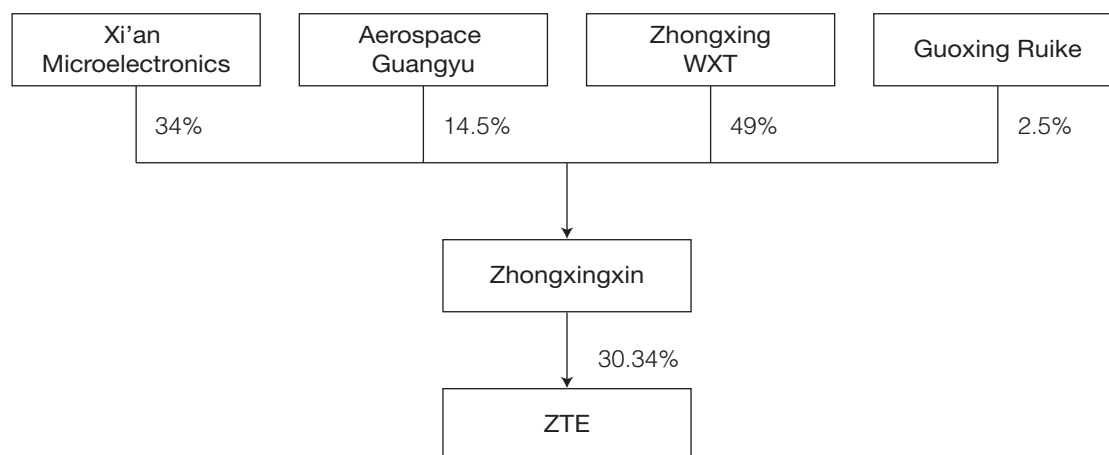 Xi’an
Microelectronics
Aerospace
Guangyu
Zhongxing
WXT
Guoxing Ruike
34%
14.5%
49%
2.5%
Zhongxingxin
30.34%
ZTE